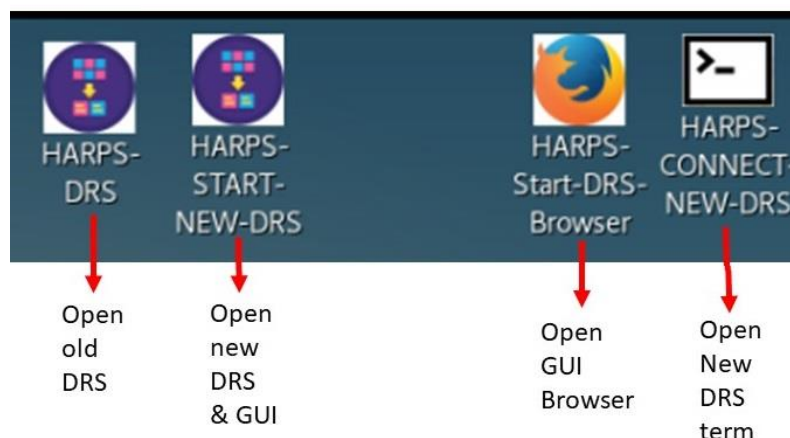 HARPS-
DRS
HARPS-
START-
NEW-DRS
HARPS-
Start-DRS-
Browser
HARPS-
CONNECT-
NEW-DRS
Open
old
DRS
Open
new
DRS
& GUI
Open
GUI
Browser
Open
New
DRS
term